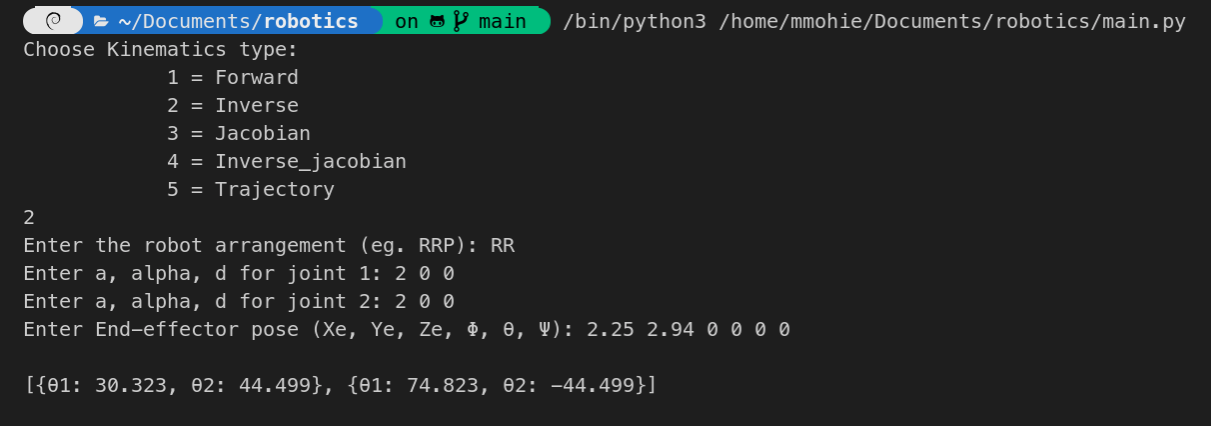 ~/Documents/robotics on main /bin/python3 /home/mmohie/Documents/robotics/main.py
Choose Kinematics type:
1 = Forward
2 = Inverse
3 = Jacobian
4 = Inverse_jacobian
5 = Trajectory
2
Enter the robot arrangement (eg. RRP): RR
Enter a, alpha, d for joint 1: 2 0 0
Enter a, alpha, d for joint 2: 2 0 0
Enter End-effector pose (Xe, Ye, Ze, Φ, θ, Ψ): 2.25 2.94 0 0 0 0
[{θ1: 30.323, θ2: 44.499}, {θ1: 74.823, θ2: -44.499}]